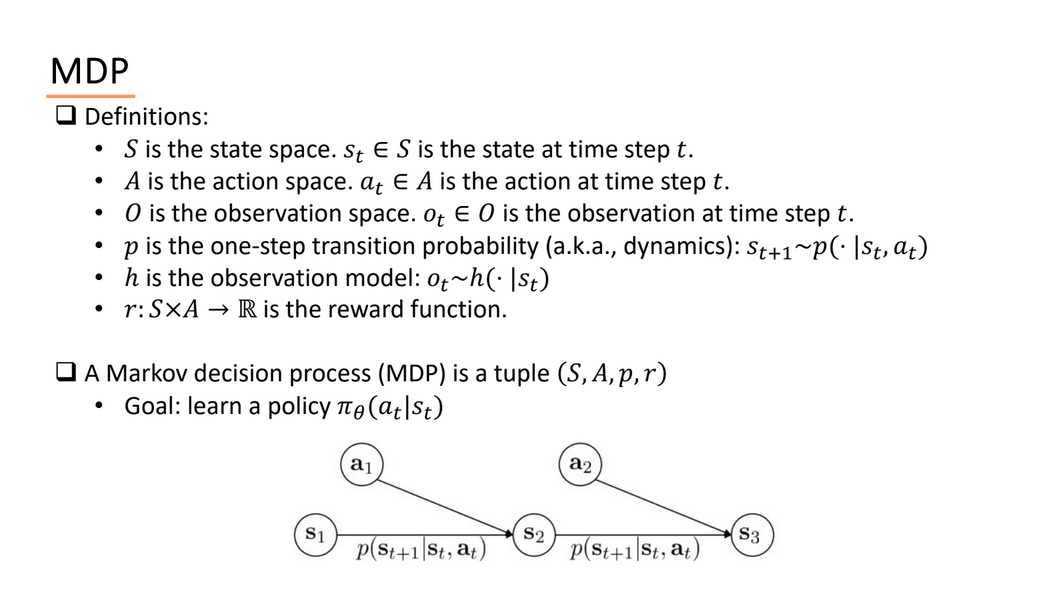 MDP
❑ Definitions:
• S is the state space. s_t ∈ S is the state at time step t.
• A is the action space. a_t ∈ A is the action at time step t.
• O is the observation space. o_t ∈ O is the observation at time step t.
• p is the one-step transition probability (a.k.a., dynamics): s_{t+1}~p(· |s_t, a_t)
• h is the observation model: o_t~h(· |s_t)
• r: S×A → ℝ is the reward function.
❑ A Markov decision process (MDP) is a tuple (S, A, p, r)
• Goal: learn a policy π_θ(a_t|s_t)
a_1 a_2
s_1 s_2 s_3
p(s_{t+1}|s_t, a_t) p(s_{t+1}|s_t, a_t)